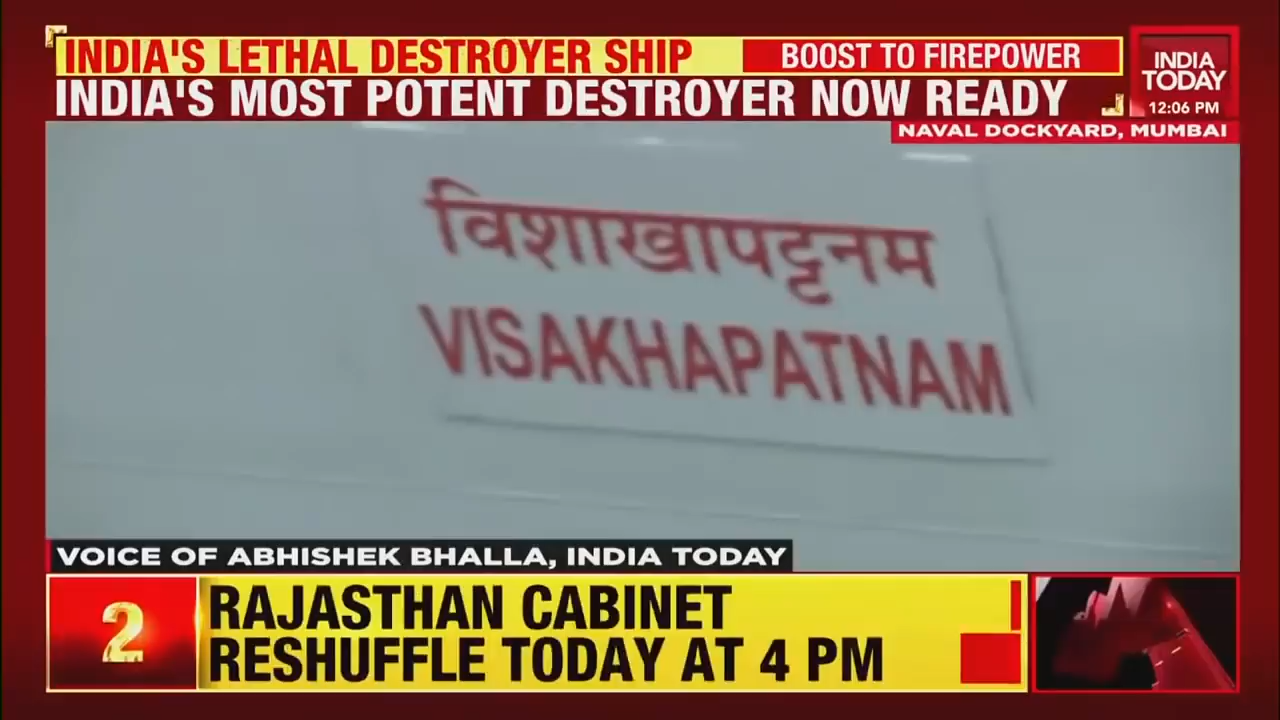 INDIA'S LETHAL DESTROYER SHIP
BOOST TO FIREPOWER
INDIA'S MOST POTENT DESTROYER NOW READY
INDIA
TODAY
12:06 PM
NAVAL DOCKYARD, MUMBAI
विशाखापट्टनम
VISAKHAPATNAM
VOICE OF ABHISHEK BHALLA, INDIA TODAY
2
RAJASTHAN CABINET
RESHUFFLE TODAY AT 4 PM